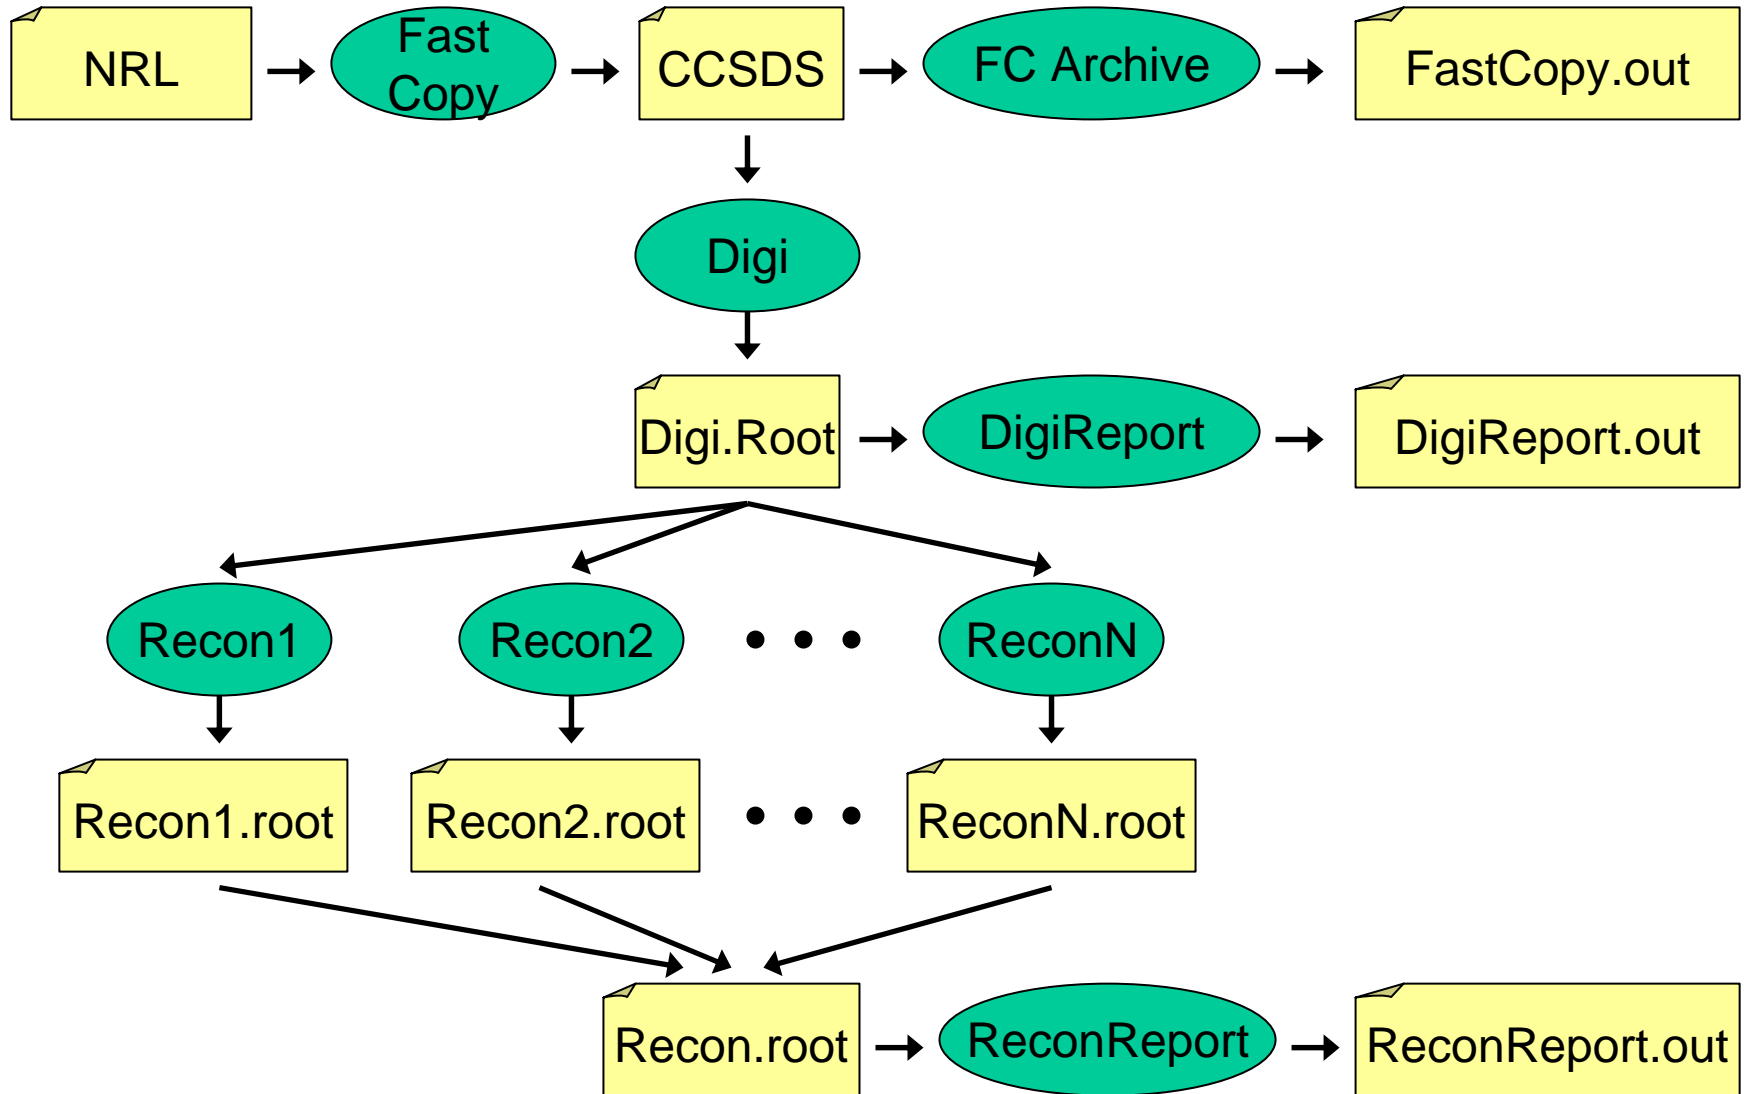 NRL
Fast
Copy
CCSDS
FC Archive
FastCopy.out
Digi
Digi.Root
DigiReport
DigiReport.out
Recon1
Recon2
ReconN
Recon1.root
Recon2.root
ReconN.root
Recon.root
ReconReport
ReconReport.out